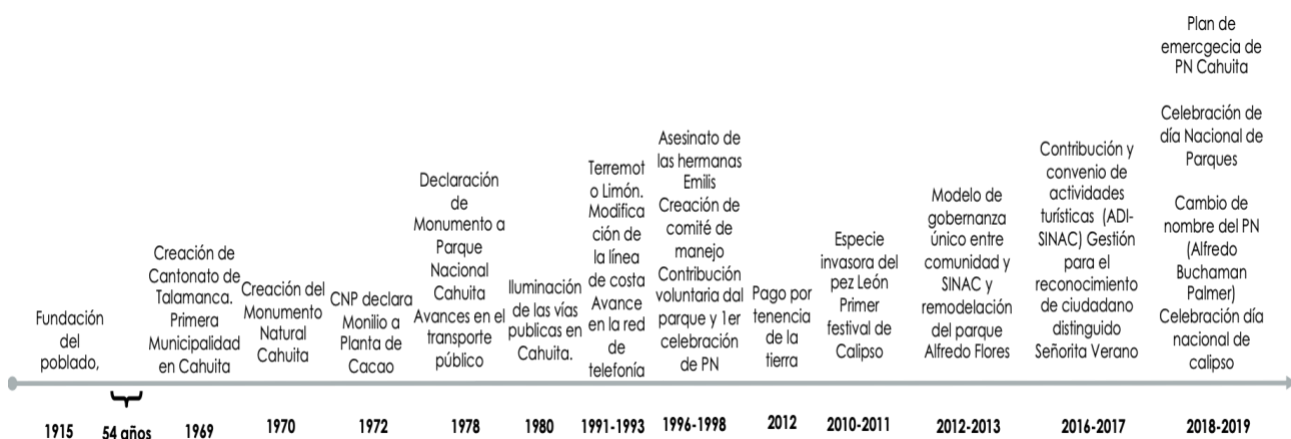 Fundación
del
poblado,
Creación de
Cantonato de
Talamanca.
Primera
Municipalidad
en Cahuita
Creación del
Monumento
Natural
Cahuita
CNP declara
Monilio a
Planta de
Cacao
Declaración
de
Monumento a
Parque
Nacional
Cahuita
Avances en el
transporte
público
Iluminación
de las vías
publicas en
Cahuita.
Terremot
o Limón.
Modifica
ción de
la línea
de costa
Avance
en la red
de
telefonía
Asesinato de
las hermanas
Emilis
Creación de
comité de
manejo
Contribución
voluntaria dal
parque y 1er
celebración
de PN
Pago por
tenencia
de la
tierra
Especie
invasora del
pez León
Primer
festival de
Calipso
Modelo de
gobernanza
único entre
comunidad y
SINAC y
remodelación
del parque
Alfredo Flores
Contribución y
convenio de
actividades
turísticas (ADI-
SINAC) Gestión
para el
reconocimiento
de ciudadano
distinguido
Señorita Verano
Plan de
emercgecia de
PN Cahuita
Celebración de
día Nacional de
Parques
Cambio de
nombre del PN
(Alfredo
Buchaman
Palmer)
Celebración día
nacional de
calipso
1915
54 años
1969
1970
1972
1978
1980
1991-1993
1996-1998
2012
2010-2011
2012-2013
2016-2017
2018-2019